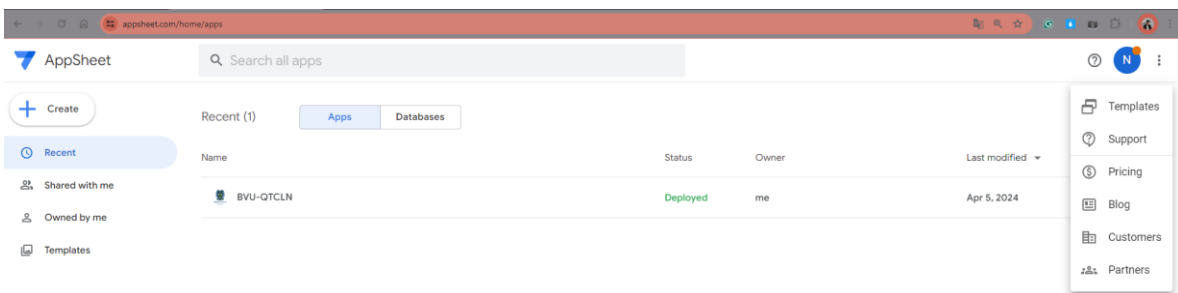 appsheet.com/home/apps
AppSheet
Search all apps
N
Create
Recent
Shared with me
Owned by me
Templates
Recent (1)
Apps
Databases
Name
Status
Owner
Last modified
BVU-QTCLN
Deployed
me
Apr 5, 2024
Templates
Support
Pricing
Blog
Customers
Partners